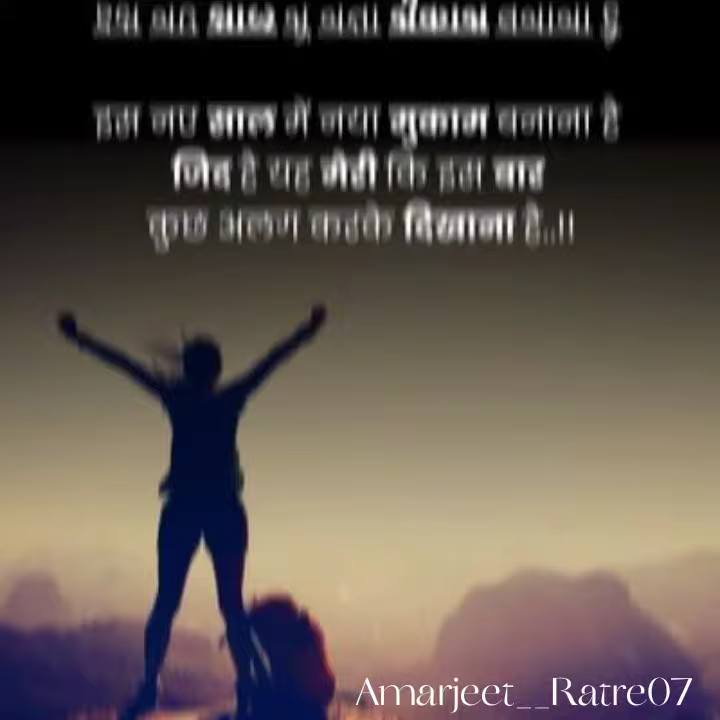 इस नए साल में नया मुकाम बनाना है
जिद है यह मेरी कि इस बार
कुछ अलग करके दिखाना है..!!
Amarjeet__Ratre07